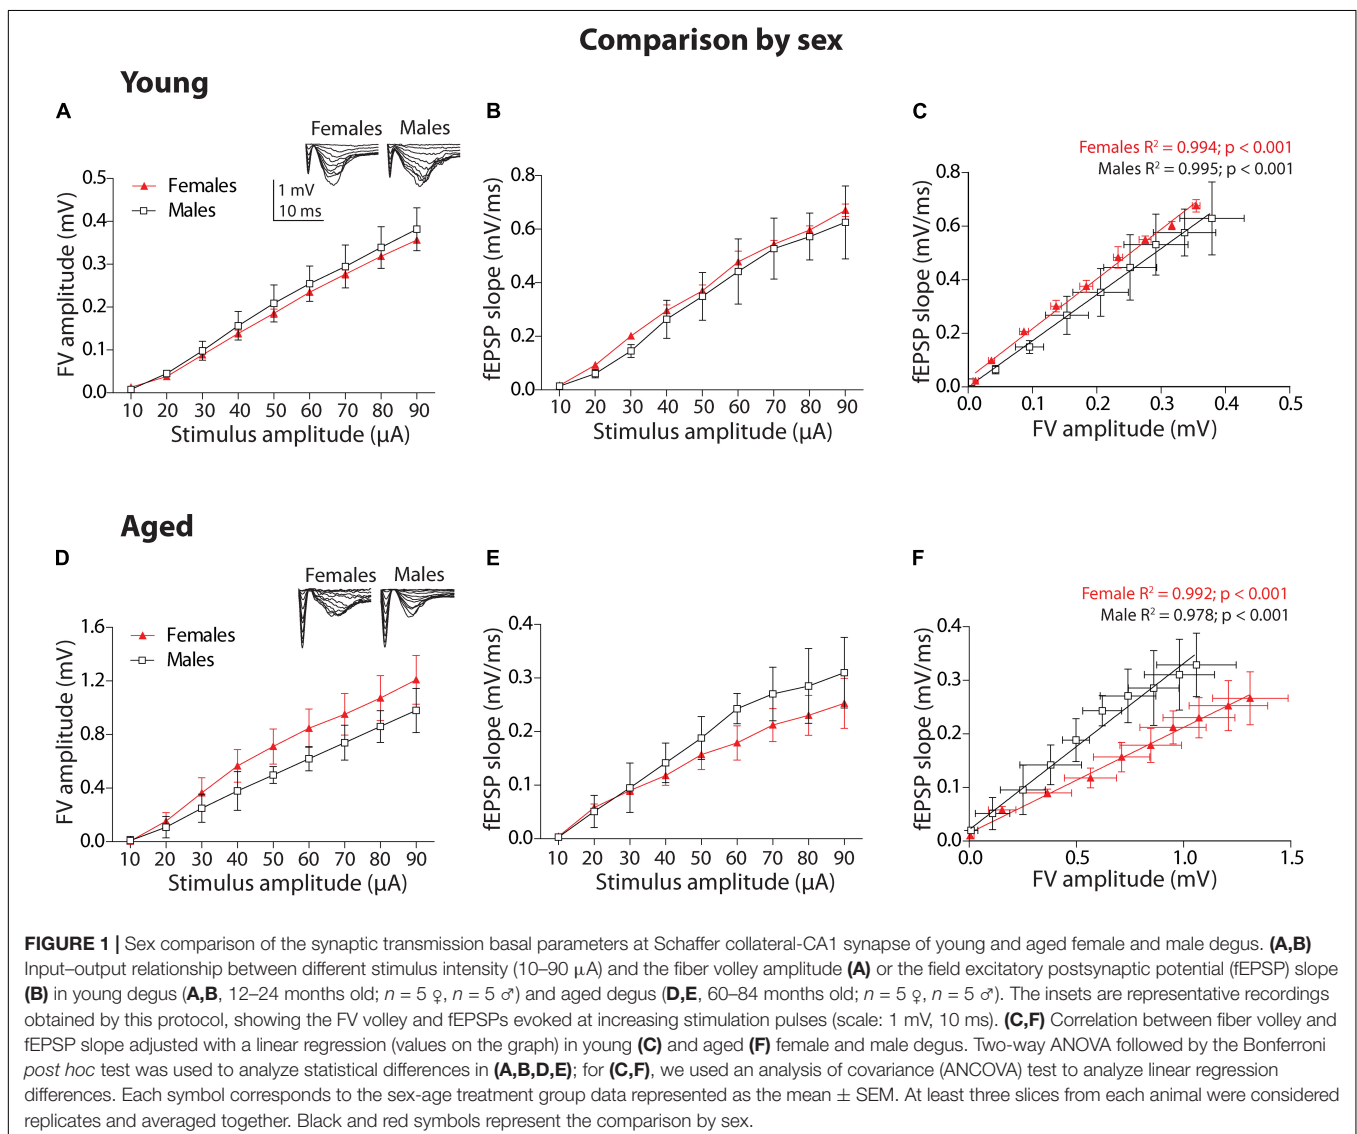 Comparison by sex
Young
A
Females Males
1 mV
10 ms
Females
Males
FV amplitude (mV)
0.5
0.4
0.3
0.2
0.1
0.0
10 20 30 40 50 60 70 80 90
Stimulus amplitude (µA)
B
fEPSP slope (mV/ms)
0.8
0.6
0.4
0.2
0.0
10 20 30 40 50 60 70 80 90
Stimulus amplitude (µA)
C
Females R² = 0.994; p < 0.001
Males R² = 0.995; p < 0.001
fEPSP slope (mV/ms)
0.8
0.6
0.4
0.2
0.0
0.0 0.1 0.2 0.3 0.4 0.5
FV amplitude (mV)
Aged
D
Females Males
Females
Males
FV amplitude (mV)
1.6
1.2
0.8
0.4
0.0
10 20 30 40 50 60 70 80 90
Stimulus amplitude (µA)
E
fEPSP slope (mV/ms)
0.4
0.3
0.2
0.1
0.0
10 20 30 40 50 60 70 80 90
Stimulus amplitude (µA)
F
Female R² = 0.992; p < 0.001
Male R² = 0.978; p < 0.001
fEPSP slope (mV/ms)
0.4
0.3
0.2
0.1
0.0
0.0 0.5 1.0 1.5
FV amplitude (mV)
FIGURE 1 | Sex comparison of the synaptic transmission basal parameters at Schaffer collateral-CA1 synapse of young and aged female and male degus. (A,B)
Input–output relationship between different stimulus intensity (10–90 µA) and the fiber volley amplitude (A) or the field excitatory postsynaptic potential (fEPSP) slope
(B) in young degus (A,B, 12–24 months old; n = 5 ♀, n = 5 ♂) and aged degus (D,E, 60–84 months old; n = 5 ♀, n = 5 ♂). The insets are representative recordings
obtained by this protocol, showing the FV volley and fEPSPs evoked at increasing stimulation pulses (scale: 1 mV, 10 ms). (C,F) Correlation between fiber volley and
fEPSP slope adjusted with a linear regression (values on the graph) in young (C) and aged (F) female and male degus. Two-way ANOVA followed by the Bonferroni
post hoc test was used to analyze statistical differences in (A,B,D,E); for (C,F), we used an analysis of covariance (ANCOVA) test to analyze linear regression
differences. Each symbol corresponds to the sex-age treatment group data represented as the mean ± SEM. At least three slices from each animal were considered
replicates and averaged together. Black and red symbols represent the comparison by sex.